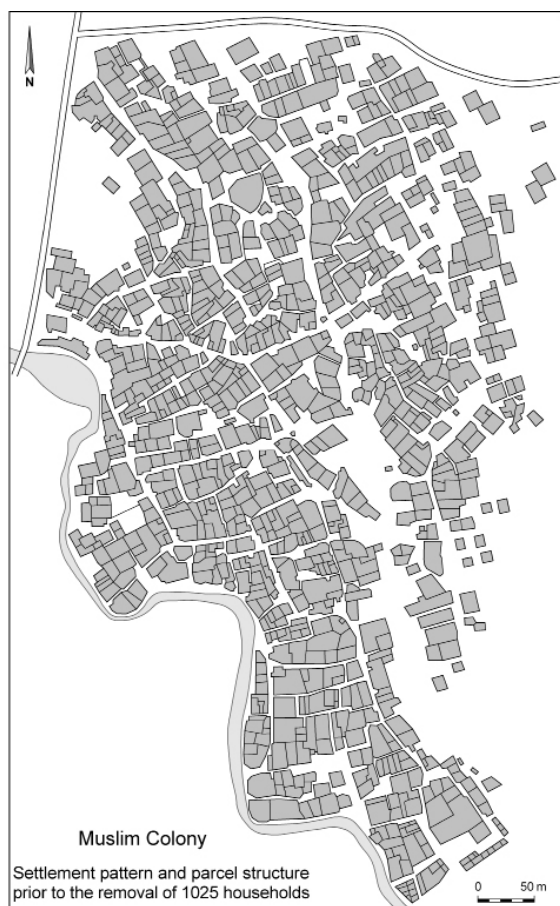 N
Muslim Colony
Settlement pattern and parcel structure
prior to the removal of 1025 households
0 50 m